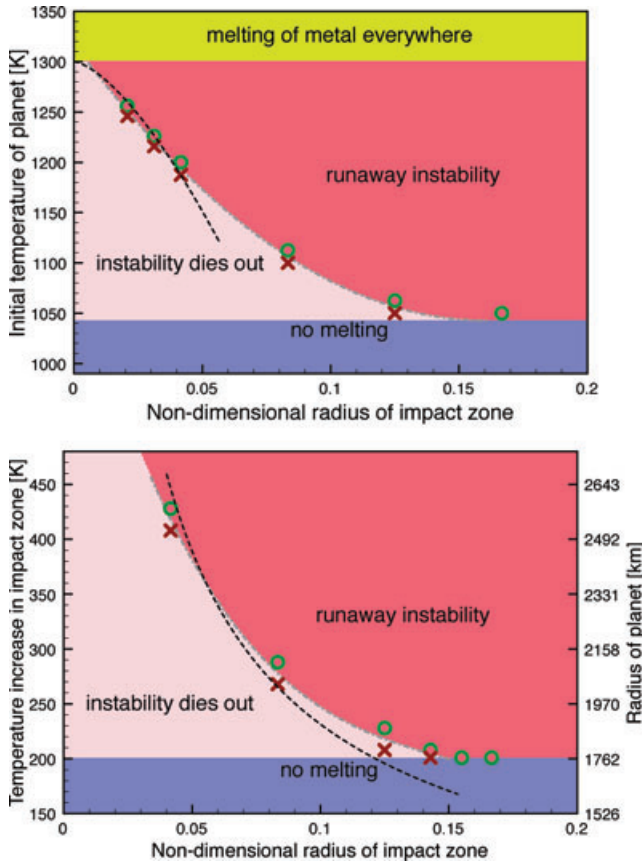 melting of metal everywhere
runaway instability
instability dies out
no melting
Initial temperature of planet [K]
1350
1300
1250
1200
1150
1100
1050
1000
0
0.05
0.1
0.15
0.2
Non-dimensional radius of impact zone
runaway instability
instability dies out
no melting
Temperature increase in impact zone [K]
450
400
350
300
250
200
150
2643
2492
2331
2158
1970
1762
1526
Radius of planet [km]
0
0.05
0.1
0.15
0.2
Non-dimensional radius of impact zone